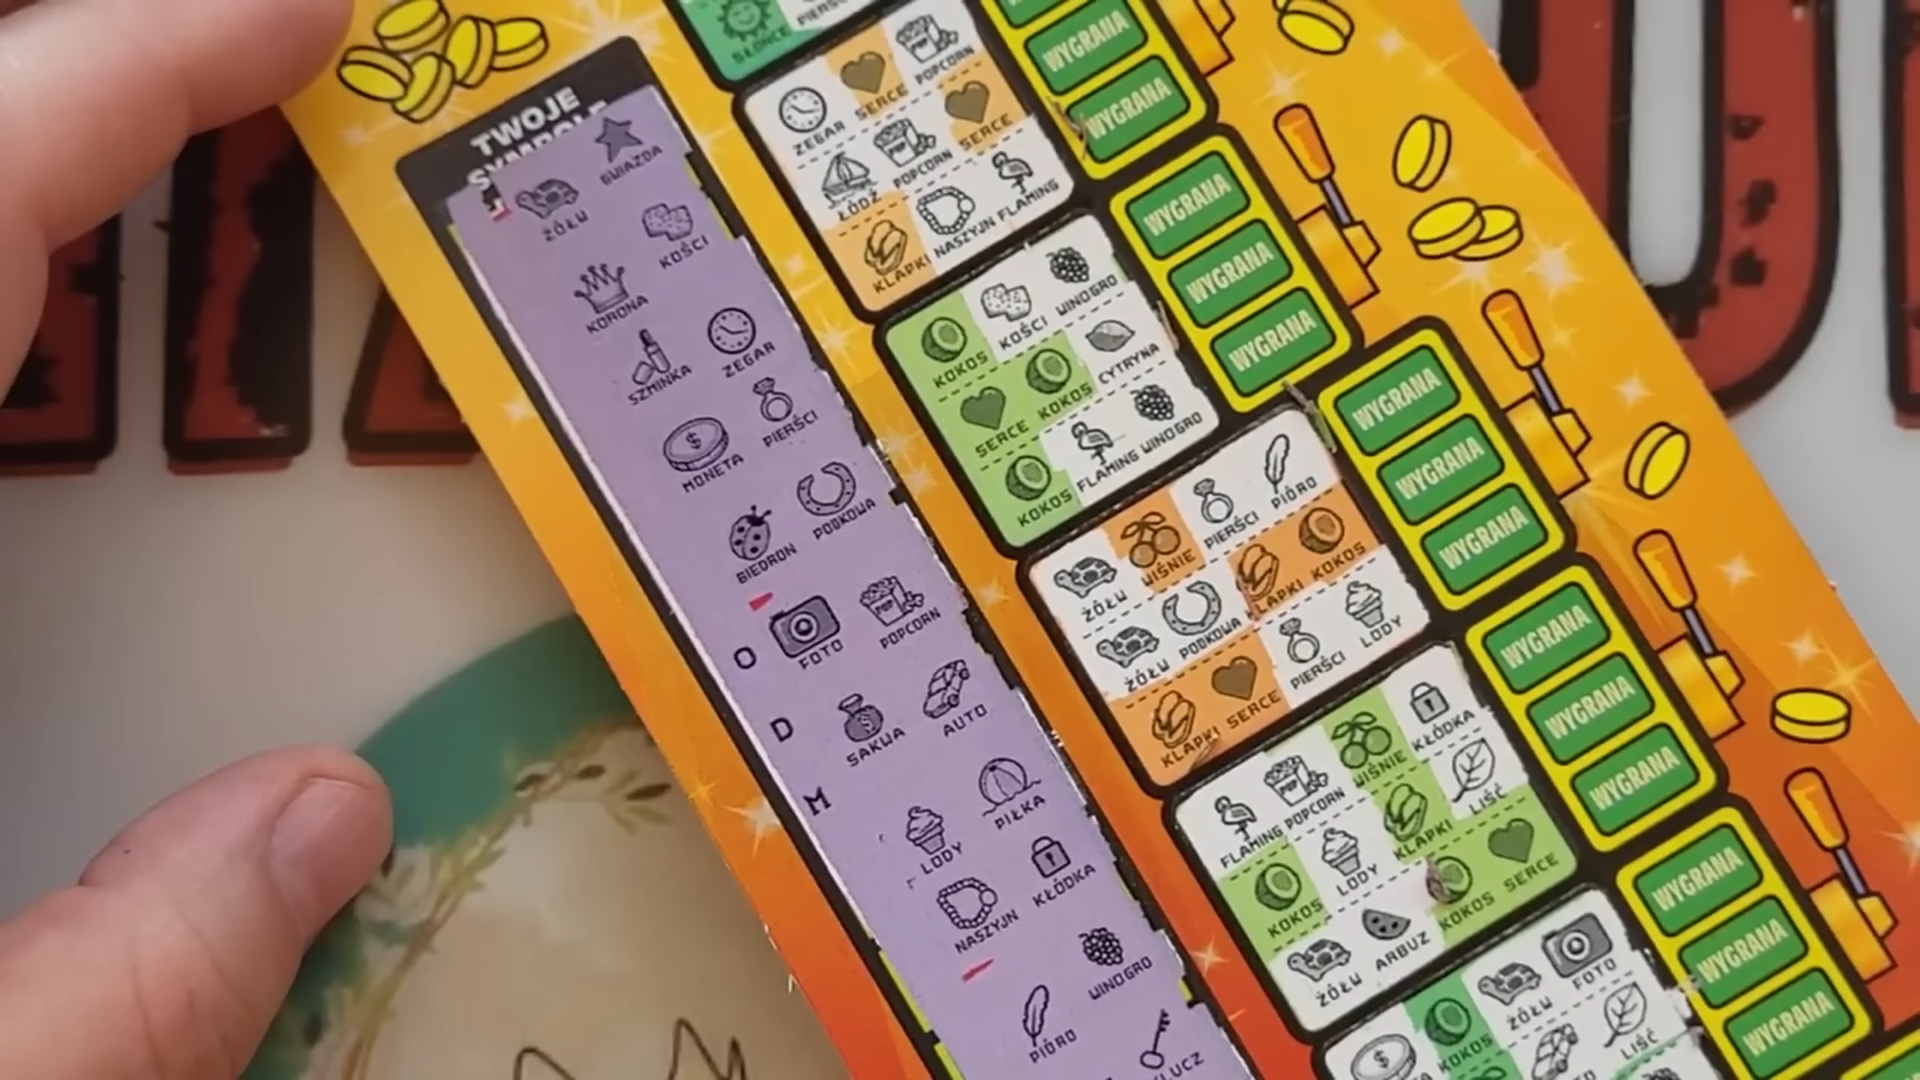 TWOJE
GWIAZDA
ŻÓŁW
KOŚCI
KORONA
ZEGAR
SZMINKA
PIERŚCI
MONETA
PODKOWA
BIEDRON
FOTO
POPCORN
O
SAKWA
AUTO
D
PIŁKA
M
LODY
KŁÓDKA
NASZYJN
WINOGRO
PIÓRO
SŁOŃCE
ZEGAR SERCE POPCORN
ŁÓDŹ POPCORN SERCE
KLAPKI NASZYJN FLAMING
KOKOS KOŚCI WINOGRO
SERCE KOKOS CYTRYNA
KOKOS FLAMING WINOGRO
ŻÓŁW WIŚNIE PIERŚCI PIÓRO
ŻÓŁW PODKOWA KLAPKI KOKOS
KLAPKI SERCE PIERŚCI LODY
FLAMING POPCORN WIŚNIE KŁÓDKA
KOKOS LODY KLAPKI LIŚĆ
ŻÓŁW ARBUZ KOKOS SERCE
KOKOS ŻÓŁW FOTO
LIŚĆ
WYGRANA
WYGRANA
WYGRANA
WYGRANA
WYGRANA
WYGRANA
WYGRANA
WYGRANA
WYGRANA
WYGRANA
WYGRANA
WYGRANA
WYGRANA
WYGRANA